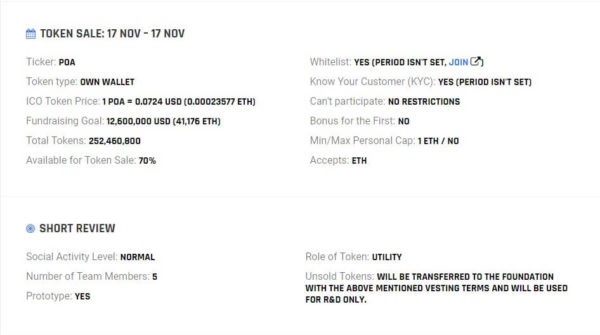 TOKEN SALE: 17 NOV – 17 NOV
Ticker: POA
Token type: OWN WALLET
ICO Token Price: 1 POA = 0.0724 USD (0.00023577 ETH)
Fundraising Goal: 12,600,000 USD (41,176 ETH)
Total Tokens: 252,460,800
Available for Token Sale: 70%
Whitelist: YES (PERIOD ISN'T SET, JOIN)
Know Your Customer (KYC): YES (PERIOD ISN'T SET)
Can't participate: NO RESTRICTIONS
Bonus for the First: NO
Min/Max Personal Cap: 1 ETH / NO
Accepts: ETH
SHORT REVIEW
Social Activity Level: NORMAL
Number of Team Members: 5
Prototype: YES
Role of Token: UTILITY
Unsold Tokens: WILL BE TRANSFERRED TO THE FOUNDATION
WITH THE ABOVE MENTIONED VESTING TERMS AND WILL BE USED
FOR R&D ONLY.